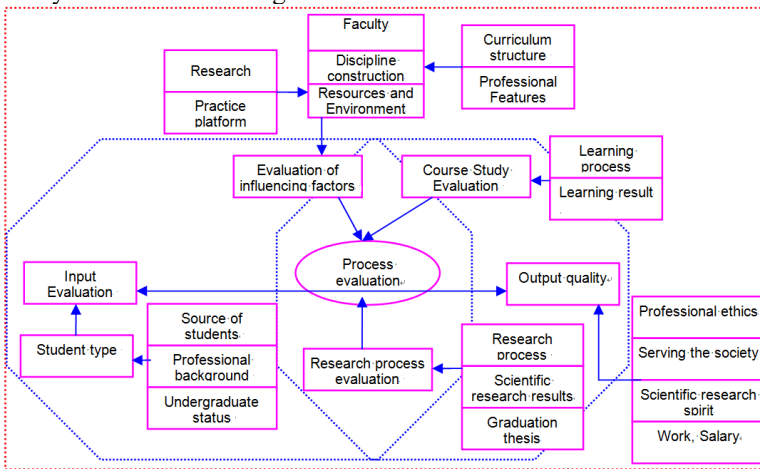 Faculty
Discipline
construction
Resources and
Environment
Curriculum
structure
Professional
Features
Research
Practice
platform
Evaluation of
influencing factors
Course Study
Evaluation
Learning
process
Learning result
Process
evaluation
Input
Evaluation
Output quality
Student type
Source of
students
Professional
background
Undergraduate
status
Research process
evaluation
Research
process
Scientific
research results
Graduation
thesis
Professional ethics
Serving the society
Scientific research
spirit
Work, Salary